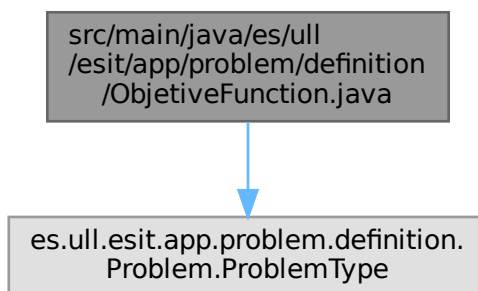 src/main/java/es/ull
/esit/app/problem/definition
/ObjetiveFunction.java
es.ull.esit.app.problem.definition.
Problem.ProblemType